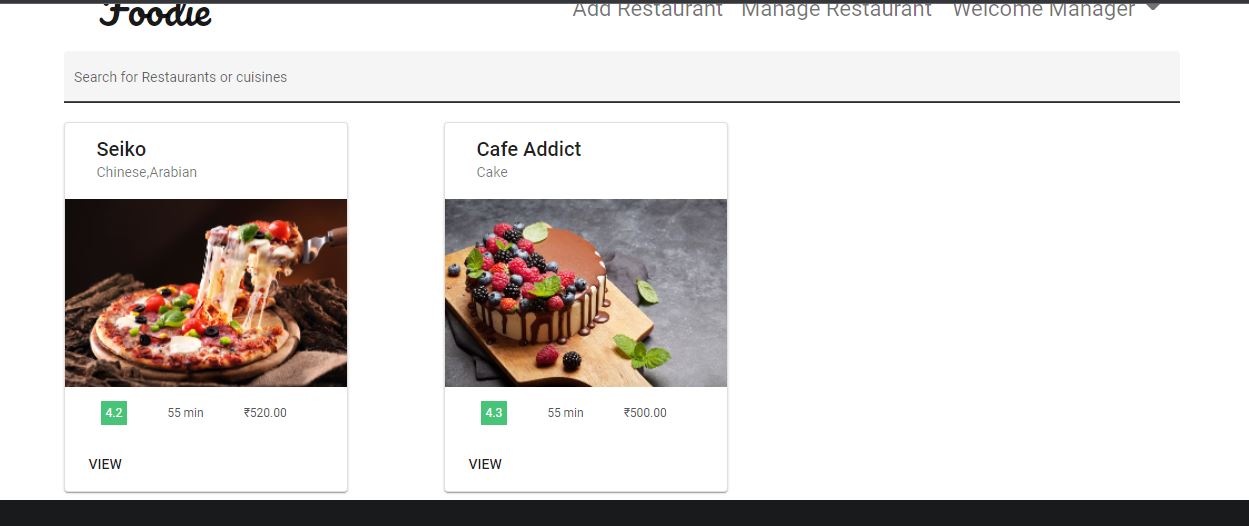 Foodie
Add Restaurant Manage Restaurant Welcome Manager
Search for Restaurants or cuisines
Seiko
Chinese,Arabian
4.2 55 min ₹520.00
VIEW
Cafe Addict
Cake
4.3 55 min ₹500.00
VIEW